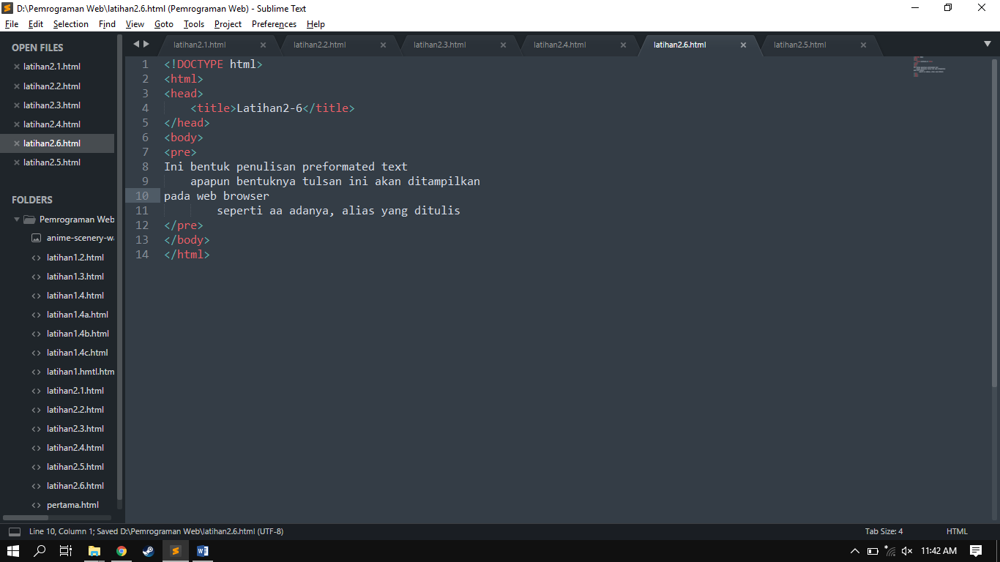 D:\Pemrograman Web\latihan2.6.html (Pemrograman Web) - Sublime Text
File Edit Selection Find View Goto Tools Project Preferences Help
OPEN FILES
latihan2.1.html
latihan2.2.html
latihan2.3.html
latihan2.4.html
latihan2.6.html
latihan2.5.html
FOLDERS
Pemrograman Web
anime-scenery-wa
latihan1.2.html
latihan1.3.html
latihan1.4.html
latihan1.4a.html
latihan1.4b.html
latihan1.4c.html
latihan1.hmtl.htm
latihan2.1.html
latihan2.2.html
latihan2.3.html
latihan2.4.html
latihan2.5.html
latihan2.6.html
pertama.html
latihan2.1.html latihan2.2.html latihan2.3.html latihan2.4.html latihan2.6.html latihan2.5.html
1 <!DOCTYPE html>
2 <html>
3 <head>
4     <title>Latihan2-6</title>
5 </head>
6 <body>
7 <pre>
8 Ini bentuk penulisan preformated text
9     apapun bentuknya tulsan ini akan ditampilkan
10 pada web browser
11         seperti aa adanya, alias yang ditulis
12 </pre>
13 </body>
14 </html>
Line 10, Column 1; Saved D:\Pemrograman Web\latihan2.6.html (UTF-8) Tab Size: 4 HTML
11:42 AM